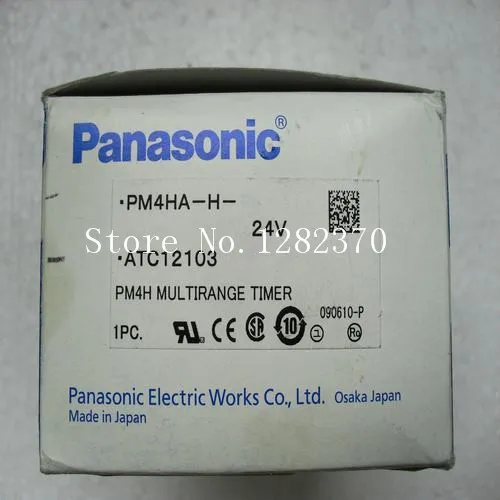 Panasonic®
·PM4HA-H-
24V
Store No. 1282370
·ATC12103
PM4H MULTIRANGE TIMER
090610-P
1PC.
10
Panasonic Electric Works Co., Ltd. Osaka Japan
Made in Japan